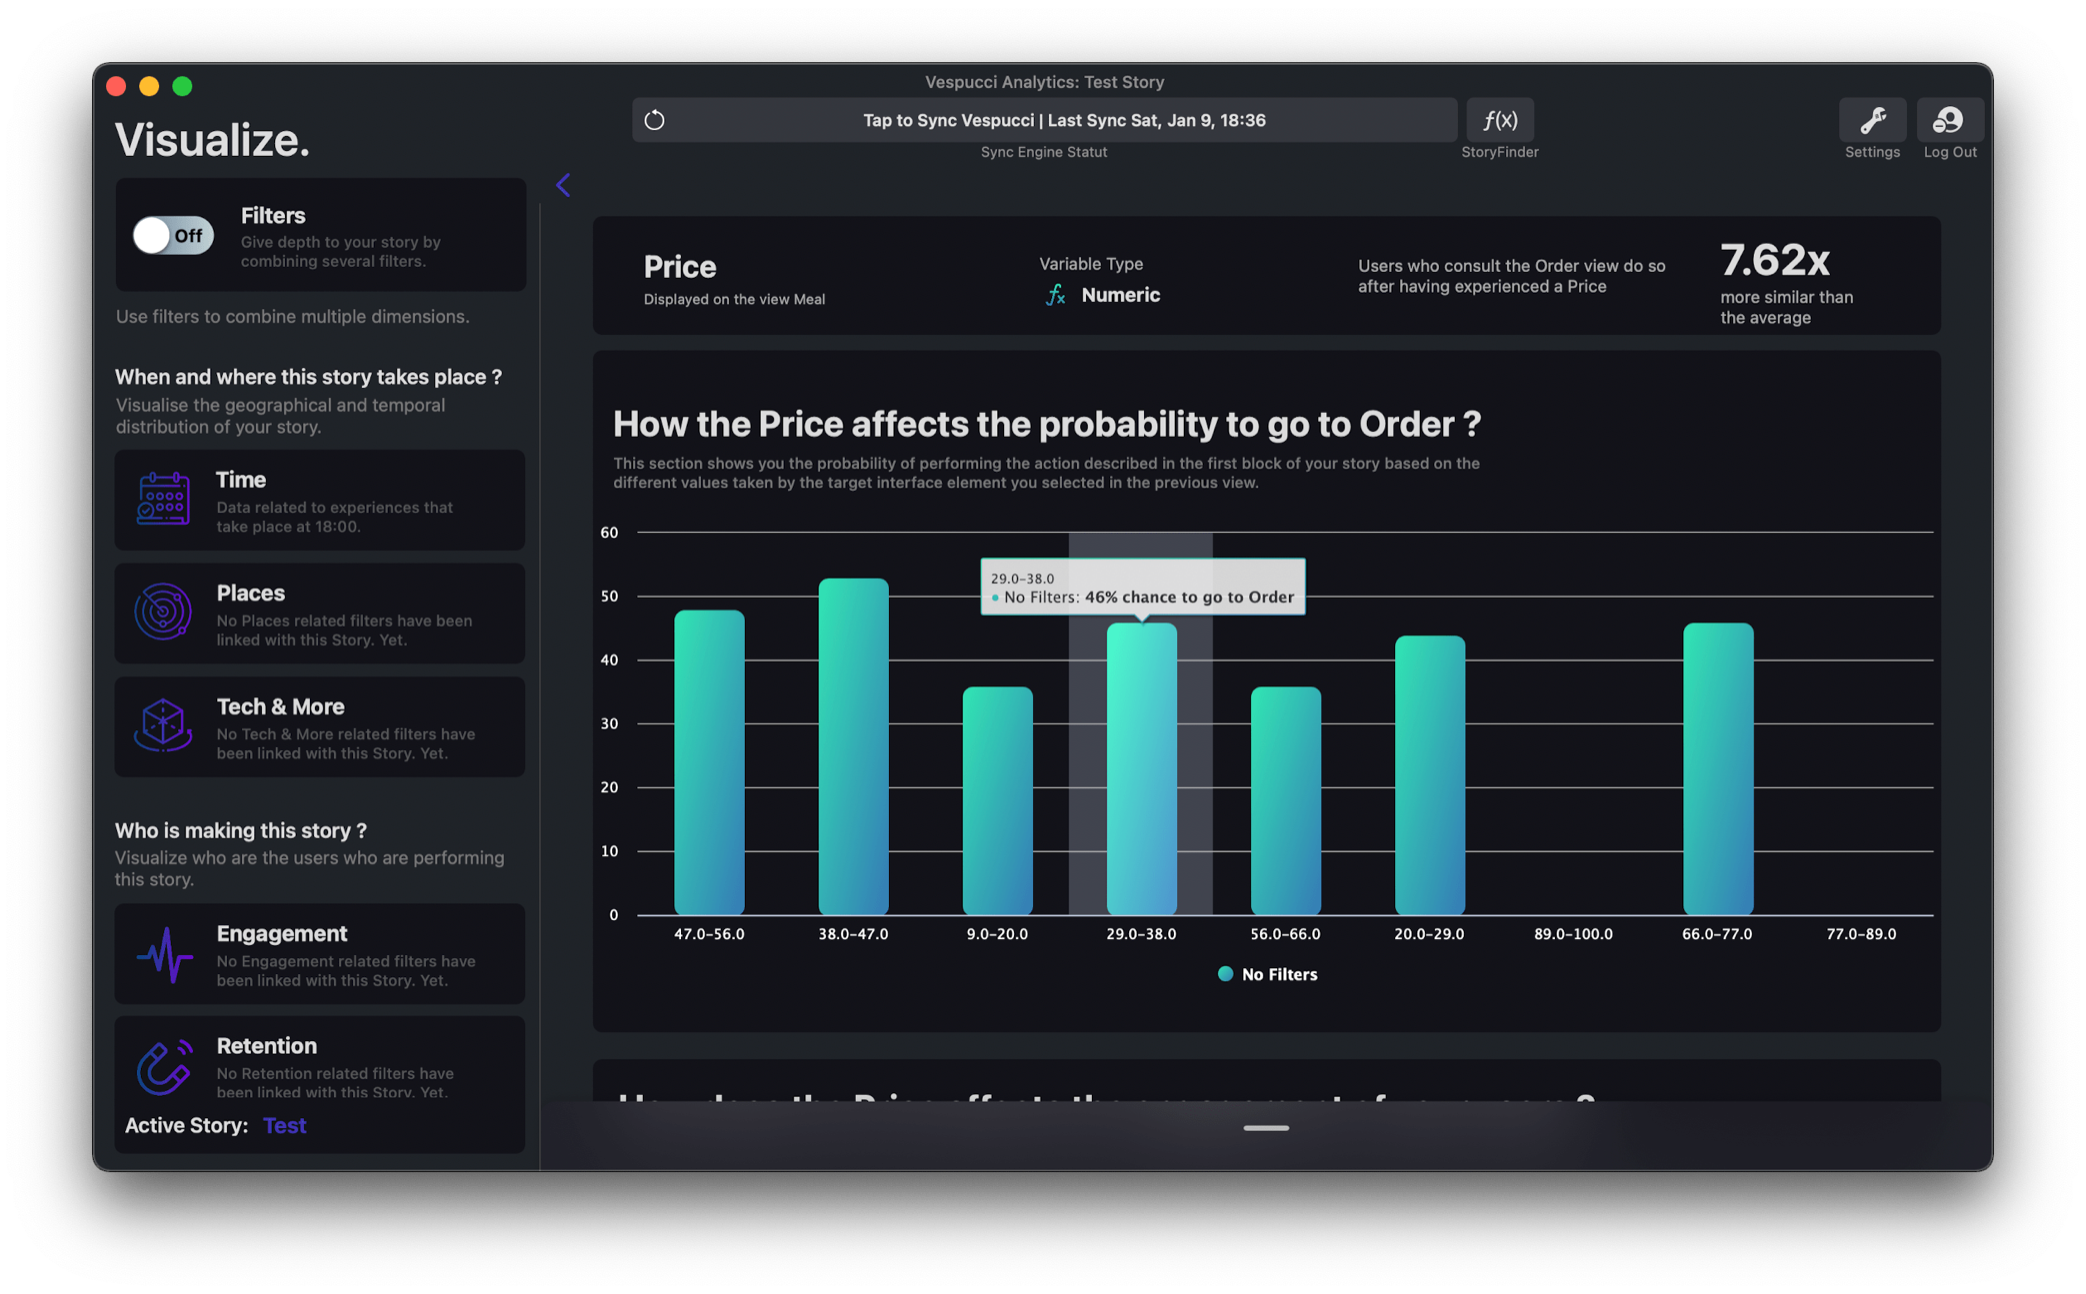 Vespucci Analytics: Test Story
Visualize.
Tap to Sync Vespucci | Last Sync Sat, Jan 9, 18:36
Sync Engine Statut
f(x)
StoryFinder
Settings
Log Out
Off
Filters
Give depth to your story by
combining several filters.
Use filters to combine multiple dimensions.
When and where this story takes place ?
Visualise the geographical and temporal
distribution of your story.
Time
Data related to experiences that
take place at 18:00.
Places
No Places related filters have been
linked with this Story. Yet.
Tech & More
No Tech & More related filters have
been linked with this Story. Yet.
Who is making this story ?
Visualize who are the users who are performing
this story.
Engagement
No Engagement related filters have
been linked with this Story. Yet.
Retention
No Retention related filters have
been linked with this Story. Yet.
Active Story: Test
Price
Displayed on the view Meal
Variable Type
fx Numeric
Users who consult the Order view do so
after having experienced a Price
7.62x
more similar than
the average
How the Price affects the probability to go to Order ?
This section shows you the probability of performing the action described in the first block of your story based on the
different values taken by the target interface element you selected in the previous view.
60
50
40
30
20
10
0
29.0–38.0
No Filters: 46% chance to go to Order
47.0–56.0
38.0–47.0
9.0–20.0
29.0–38.0
56.0–66.0
20.0–29.0
89.0–100.0
66.0–77.0
77.0–89.0
No Filters
How does the Price affects the